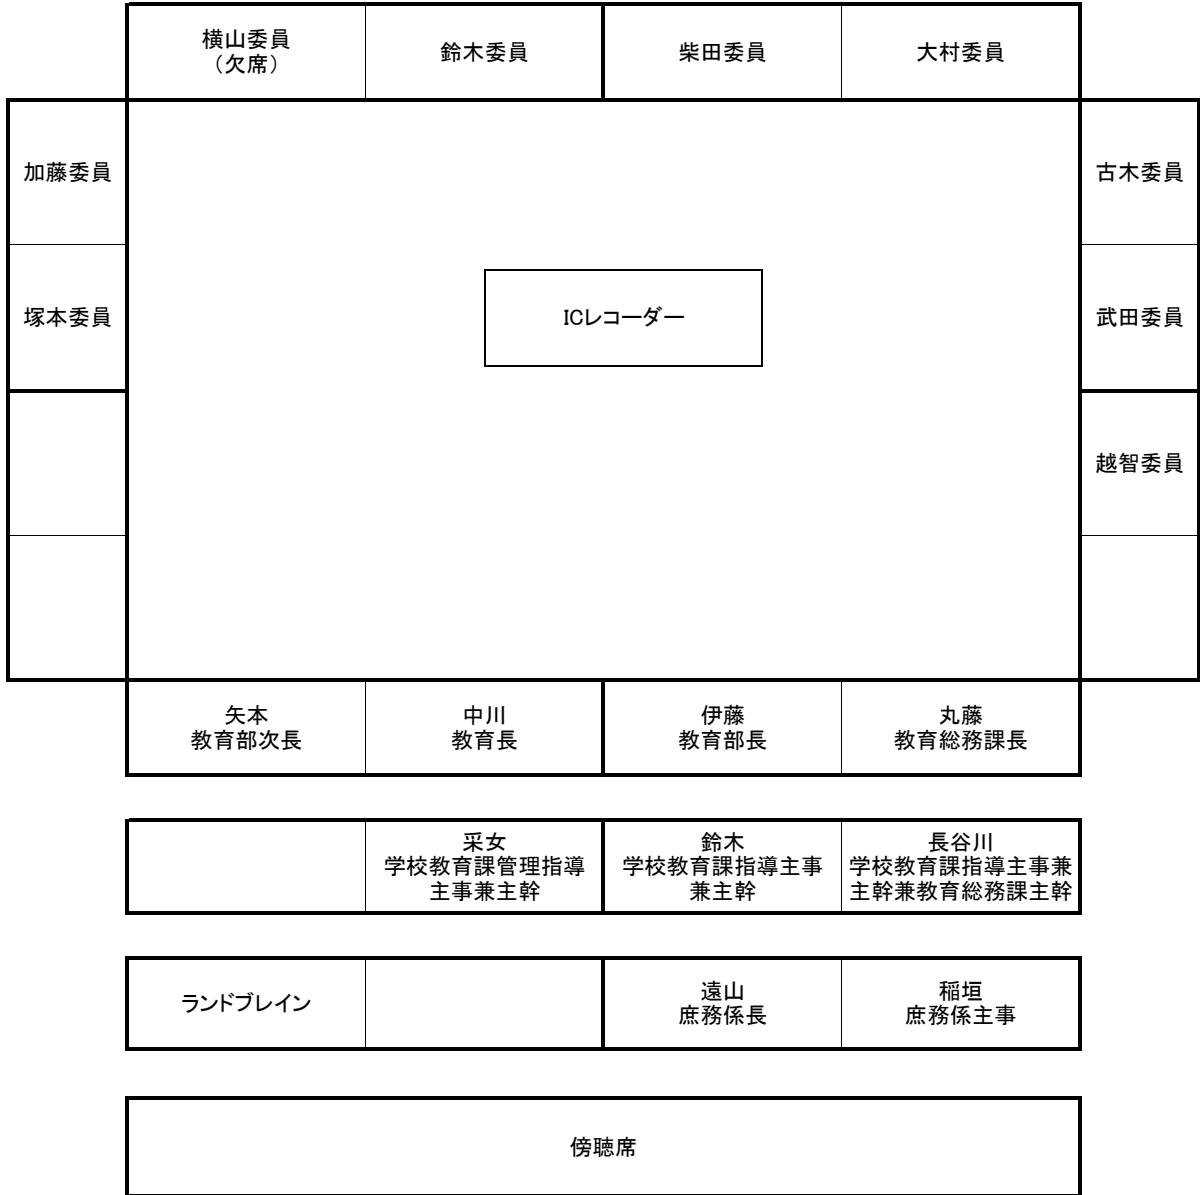 横山委員
（欠席）
鈴木委員
柴田委員
大村委員
加藤委員
古木委員
塚本委員
ICレコーダー
武田委員
越智委員
矢本
教育部次長
中川
教育長
伊藤
教育部長
丸藤
教育総務課長
采女
学校教育課管理指導
主事兼主幹
鈴木
学校教育課指導主事
兼主幹
長谷川
学校教育課指導主事兼
主幹兼教育総務課主幹
ランドブレイン
遠山
庶務係長
稲垣
庶務係主事
傍聴席